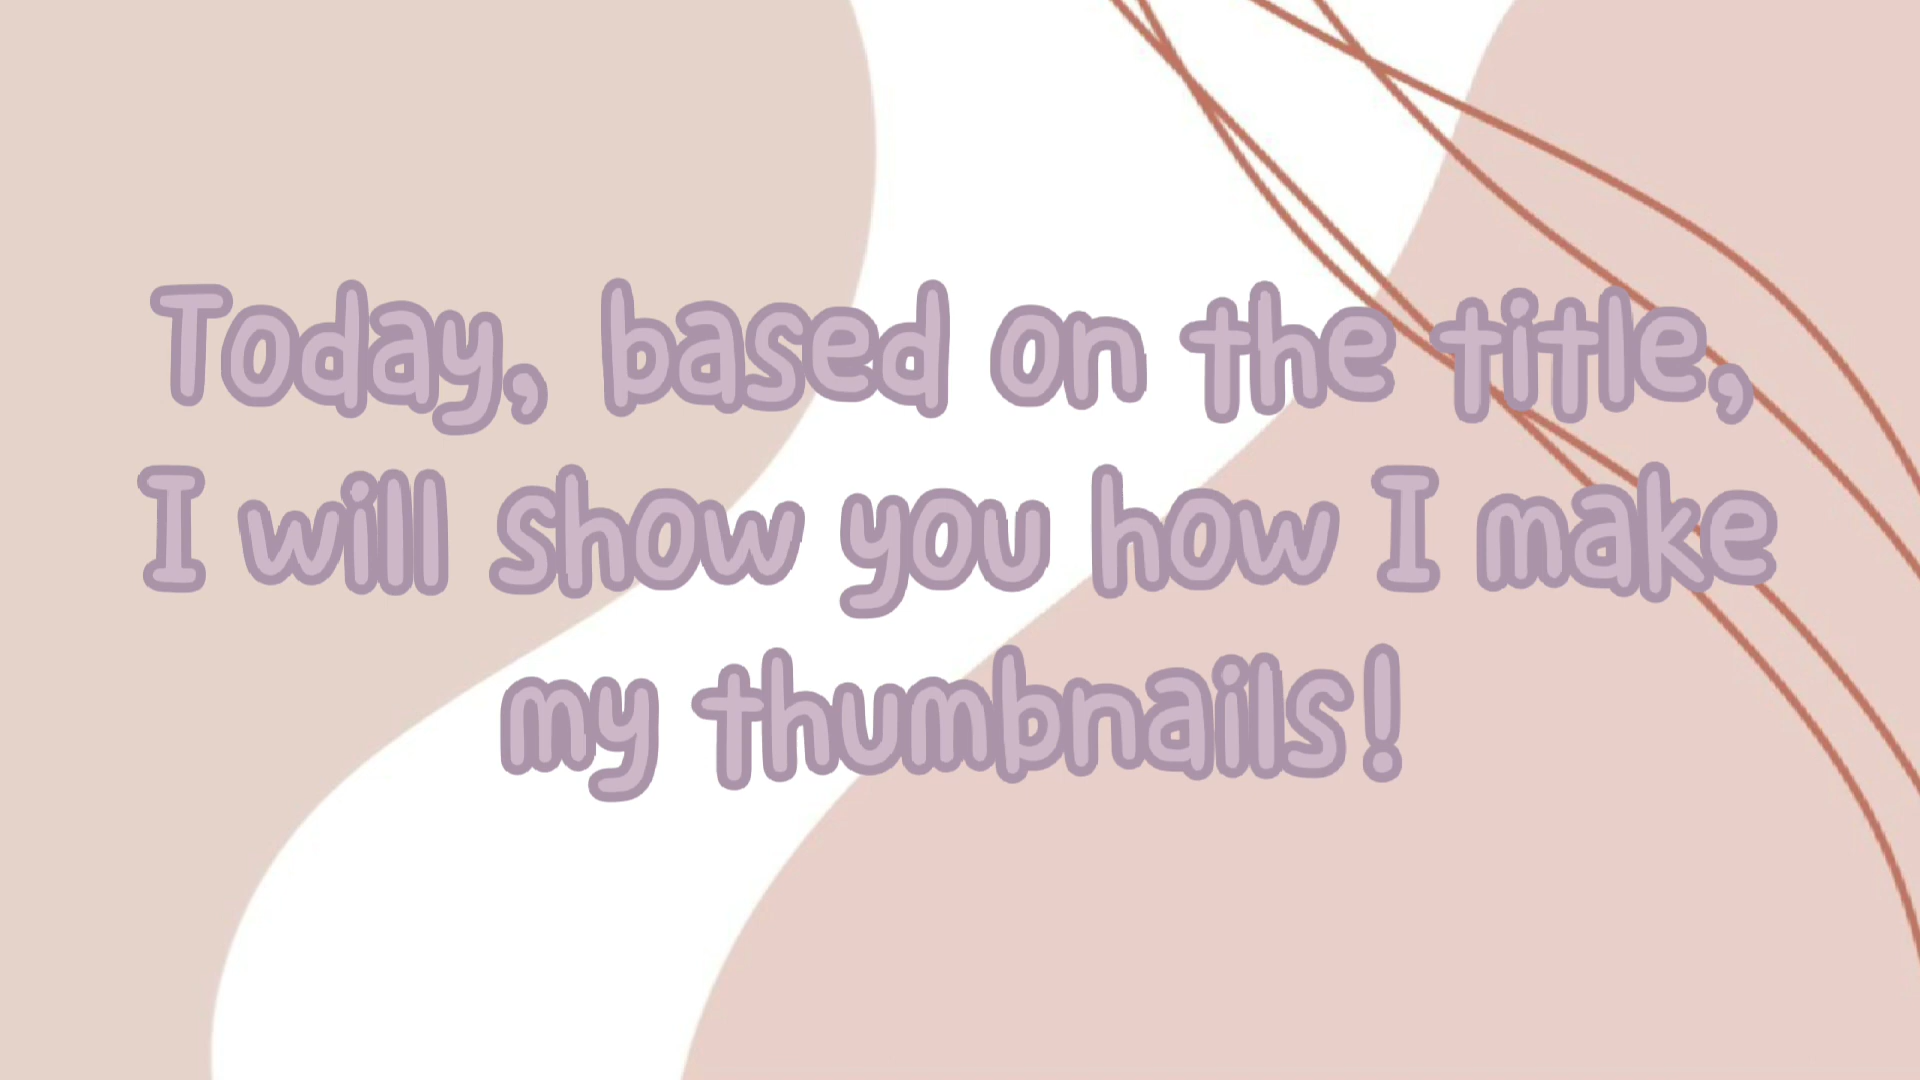 Today, based on the title,
I will show you how I make
my thumbnails!